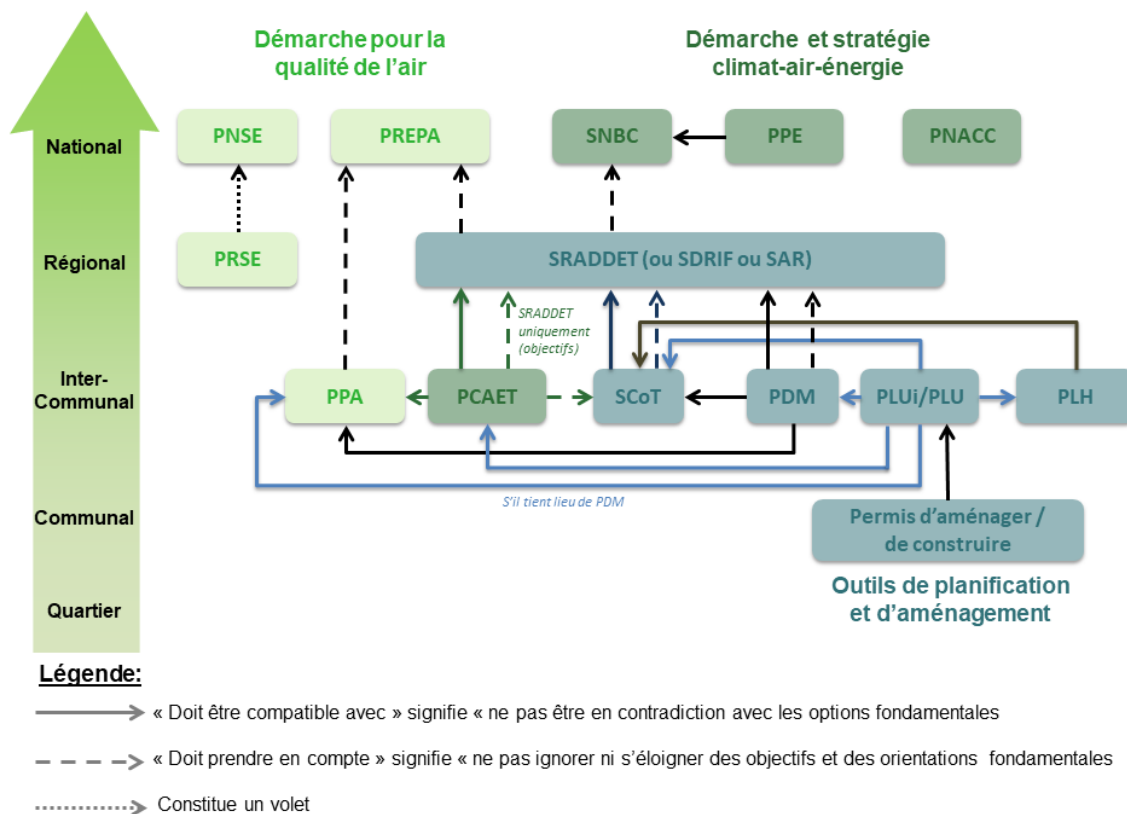 Démarche pour la
qualité de l'air
Démarche et stratégie
climat-air-énergie
National
PNSE
PREPA
SNBC
PPE
PNACC
Régional
PRSE
SRADDET (ou SDRIF ou SAR)
SRADDET
uniquement
(objectifs)
Inter-
Communal
PPA
PCAET
SCoT
PDM
PLUi/PLU
PLH
S'il tient lieu de PDM
Communal
Permis d'aménager /
de construire
Quartier
Outils de planification
et d'aménagement
Légende:
« Doit être compatible avec » signifie « ne pas être en contradiction avec les options fondamentales
« Doit prendre en compte » signifie « ne pas ignorer ni s'éloigner des objectifs et des orientations fondamentales
Constitue un volet